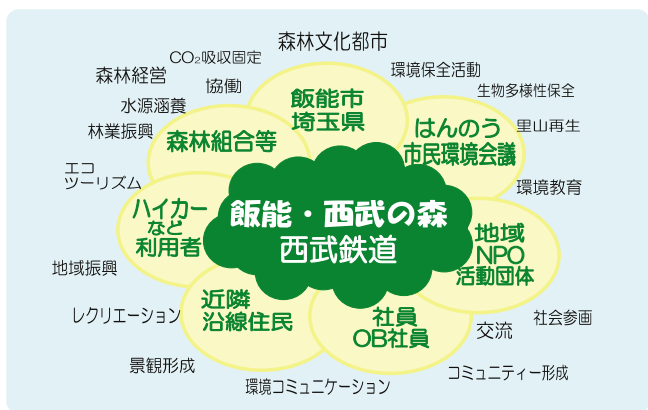 森林文化都市
CO₂吸収固定
環境保全活動
森林経営
協働
生物多様性保全
水源涵養
飯能市
埼玉県
林業振興
森林組合等
はんのう
市民環境会議
里山再生
エコ
ツーリズム
環境教育
ハイカー
など
利用者
飯能・西武の森
西武鉄道
地域
NPO
活動団体
地域振興
近隣
沿線住民
社員
OB社員
レクリエーション
交流
社会参画
景観形成
環境コミュニケーション
コミュニティー形成